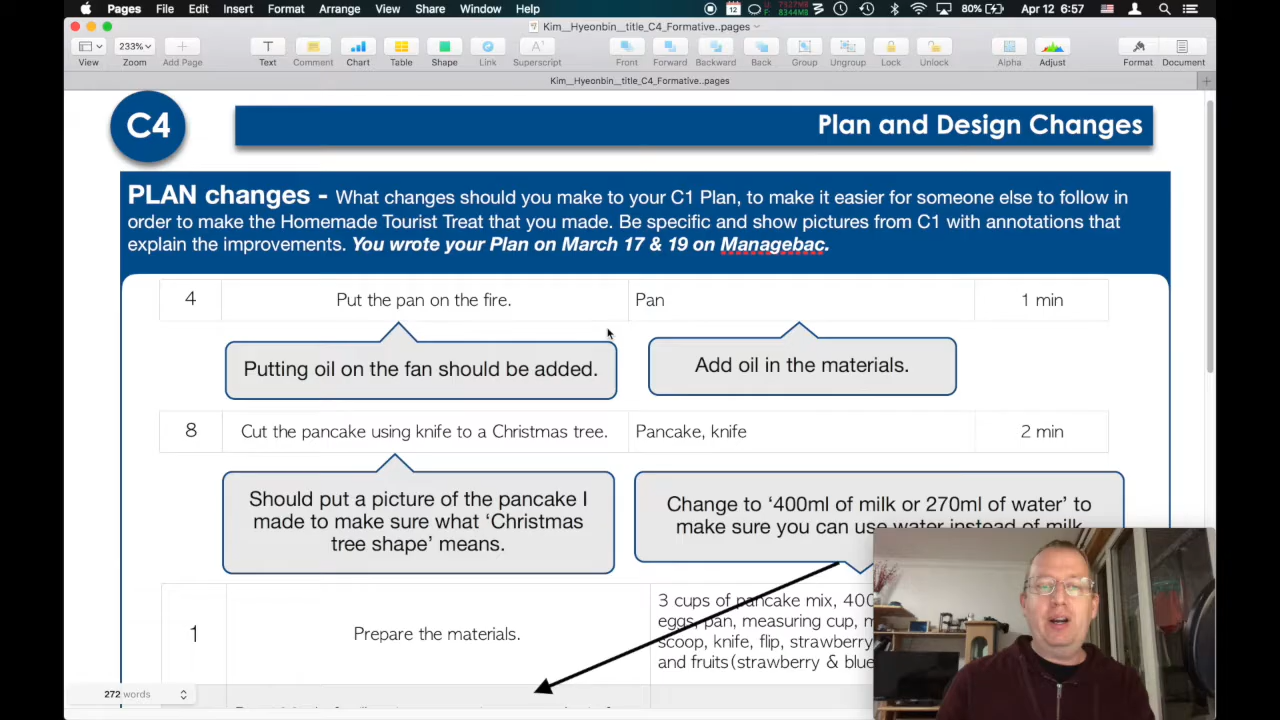 Pages File Edit Insert Format Arrange View Share Window Help 80% Apr 12 6:57
Kim__Hyeonbin__title_C4_Formative..pages
233%
View Zoom Add Page Text Comment Chart Table Shape Link Superscript Front Forward Backward Back Group Ungroup Lock Unlock Alpha Adjust Format Document
Kim__Hyeonbin__title_C4_Formative..pages
C4
Plan and Design Changes
PLAN changes - What changes should you make to your C1 Plan, to make it easier for someone else to follow in
order to make the Homemade Tourist Treat that you made. Be specific and show pictures from C1 with annotations that
explain the improvements. You wrote your Plan on March 17 & 19 on Managebac.
4 Put the pan on the fire. Pan 1 min
Putting oil on the fan should be added.
Add oil in the materials.
8 Cut the pancake using knife to a Christmas tree. Pancake, knife 2 min
Should put a picture of the pancake I
made to make sure what ‘Christmas
tree shape’ means.
Change to ‘400ml of milk or 270ml of water’ to
make sure you can use water instead of milk
1 Prepare the materials.
3 cups of pancake mix, 400
eggs, pan, measuring cup,
scoop, knife, flip, strawberry
and fruits(strawberry & blue
272 words